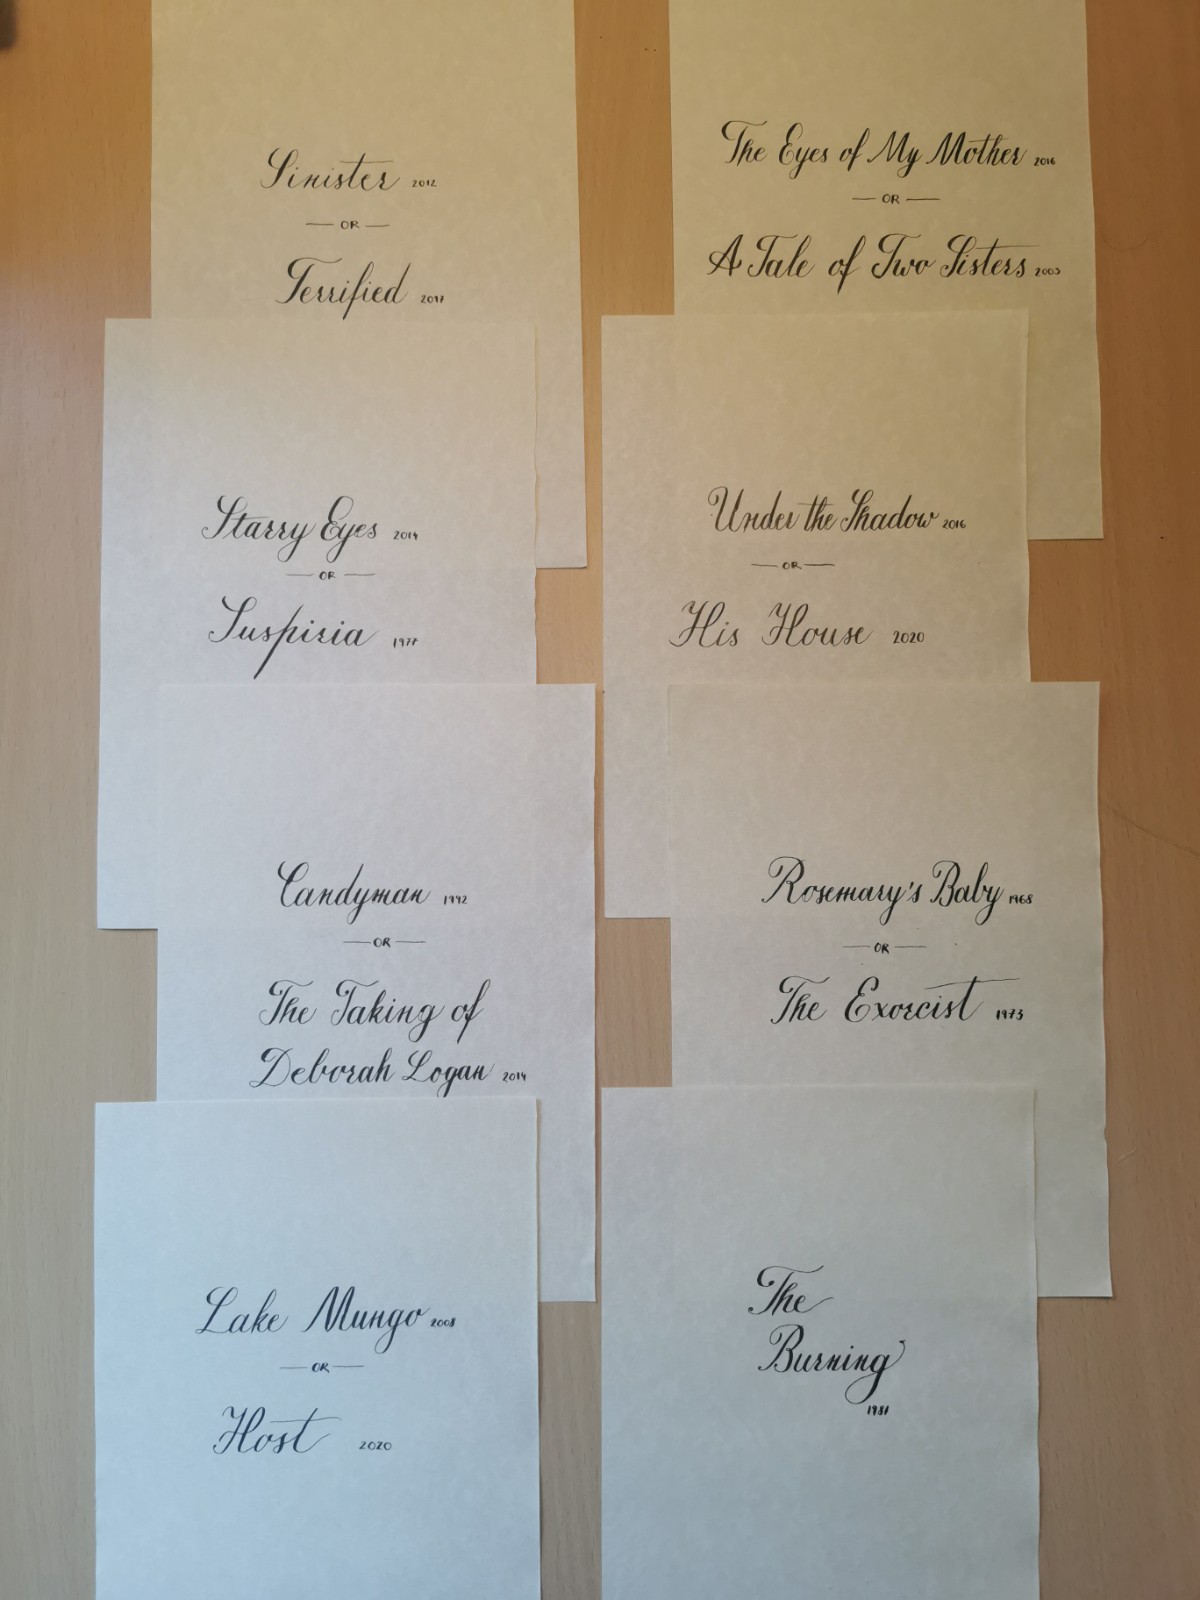 Sinister 2012
— OR —
Terrified 2017
The Eyes of My Mother 2016
— OR —
A Tale of Two Sisters 2003
Starry Eyes 2014
— OR —
Suspiria 1977
Under the Shadow 2016
— OR —
His House 2020
Candyman 1992
— OR —
The Taking of
Deborah Logan 2014
Rosemary's Baby 1968
— OR —
The Exorcist 1973
Lake Mungo 2008
— OR —
Host 2020
The
Burning
1981